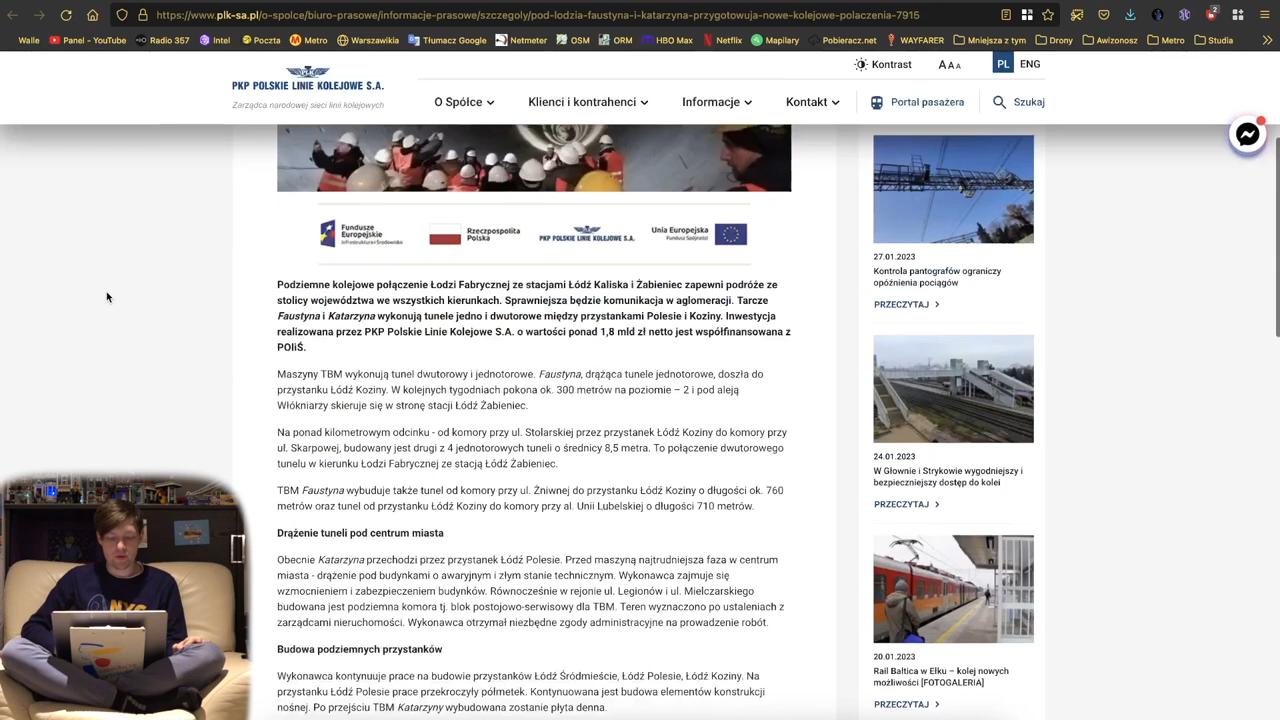 https://www.plk-sa.pl/o-spolce/biuro-prasowe/informacje-prasowe/szczegoly/pod-lodzia-faustyna-i-katarzyna-przygotowuja-nowe-kolejowe-polaczenia-7915
2
Walle
Panel - YouTube
Radio 357
Intel
Poczta
Metro
Warszawikia
Tłumacz Google
Netmeter
OSM
ORM
HBO Max
Netflix
Mapilary
Pobieracz.net
WAYFARER
Mniejsza z tym
Drony
Awizonosz
Metro
Studia
Kontrast
A A A
PL
ENG
PKP POLSKIE LINIE KOLEJOWE S.A.
Zarządca narodowej sieci linii kolejowych
O Spółce
Klienci i kontrahenci
Informacje
Kontakt
Portal pasażera
Szukaj
Fundusze
Europejskie
Infrastruktura i Środowisko
Rzeczpospolita
Polska
PKP POLSKIE LINIE KOLEJOWE S.A.
Unia Europejska
Fundusz Spójności
Podziemne kolejowe połączenie Łodzi Fabrycznej ze stacjami Łódź Kaliska i Żabieniec zapewni podróże ze
stolicy województwa we wszystkich kierunkach. Sprawniejsza będzie komunikacja w aglomeracji. Tarcze
Faustyna i Katarzyna wykonują tunele jedno i dwutorowe między przystankami Polesie i Koziny. Inwestycja
realizowana przez PKP Polskie Linie Kolejowe S.A. o wartości ponad 1,8 mld zł netto jest współfinansowana z
POIiŚ.
Maszyny TBM wykonują tunel dwutorowy i jednotorowe. Faustyna, drążąca tunele jednotorowe, doszła do
przystanku Łódź Koziny. W kolejnych tygodniach pokona ok. 300 metrów na poziomie – 2 i pod aleją
Włókniarzy skieruje się w stronę stacji Łódź Żabieniec.
Na ponad kilometrowym odcinku - od komory przy ul. Stolarskiej przez przystanek Łódź Koziny do komory przy
ul. Skarpowej, budowany jest drugi z 4 jednotorowych tuneli o średnicy 8,5 metra. To połączenie dwutorowego
tunelu w kierunku Łodzi Fabrycznej ze stacją Łódź Żabieniec.
TBM Faustyna wybuduje także tunel od komory przy ul. Żniwnej do przystanku Łódź Koziny o długości ok. 760
metrów oraz tunel od przystanku Łódź Koziny do komory przy al. Unii Lubelskiej o długości 710 metrów.
Drążenie tuneli pod centrum miasta
Obecnie Katarzyna przechodzi przez przystanek Łódź Polesie. Przed maszyną najtrudniejsza faza w centrum
miasta - drążenie pod budynkami o awaryjnym i złym stanie technicznym. Wykonawca zajmuje się
wzmocnieniem i zabezpieczeniem budynków. Równocześnie w rejonie ul. Legionów i ul. Mielczarskiego
budowana jest podziemna komora tj. blok postojowo-serwisowy dla TBM. Teren wyznaczono po ustaleniach z
zarządcami nieruchomości. Wykonawca otrzymał niezbędne zgody administracyjne na prowadzenie robót.
Budowa podziemnych przystanków
Wykonawca kontynuuje prace na budowie przystanków Łódź Śródmieście, Łódź Polesie, Łódź Koziny. Na
przystanku Łódź Polesie prace przekroczyły półmetek. Kontynuowana jest budowa elementów konstrukcji
nośnej. Po przejściu TBM Katarzyny wybudowana zostanie płyta denna.
27.01.2023
Kontrola pantografów ograniczy
opóźnienia pociągów
PRZECZYTAJ
24.01.2023
W Głownie i Strykowie wygodniejszy i
bezpieczniejszy dostęp do kolei
PRZECZYTAJ
20.01.2023
Rail Baltica w Ełku – kolej nowych
możliwości [FOTOGALERIA]
PRZECZYTAJ